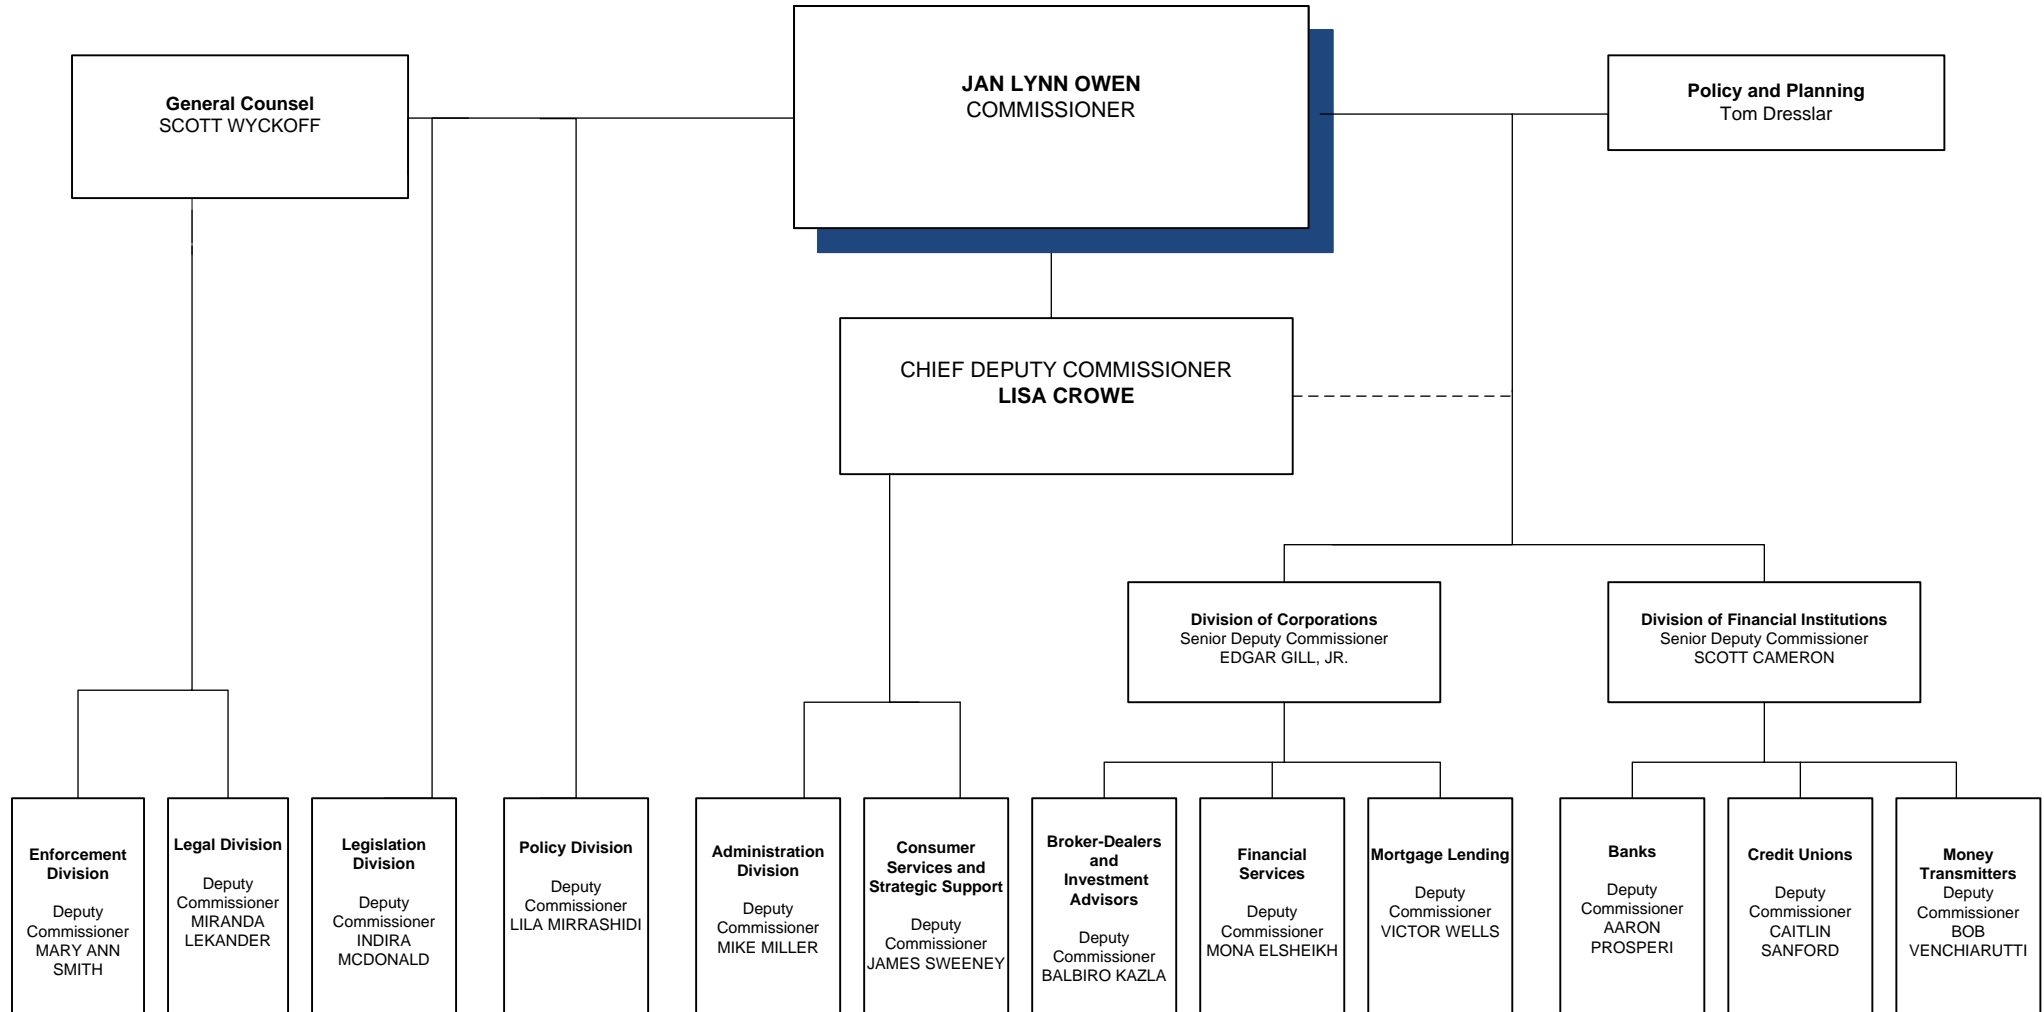 General Counsel
SCOTT WYCKOFF
JAN LYNN OWEN
COMMISSIONER
Policy and Planning
Tom Dresslar
CHIEF DEPUTY COMMISSIONER
LISA CROWE
Division of Corporations
Senior Deputy Commissioner
EDGAR GILL, JR.
Division of Financial Institutions
Senior Deputy Commissioner
SCOTT CAMERON
Enforcement
Division
Deputy
Commissioner
MARY ANN
SMITH
Legal Division
Deputy
Commissioner
MIRANDA
LEKANDER
Legislation
Division
Deputy
Commissioner
INDIRA
MCDONALD
Policy Division
Deputy
Commissioner
LILA MIRRASHIDI
Administration
Division
Deputy
Commissioner
MIKE MILLER
Consumer
Services and
Strategic Support
Deputy
Commissioner
JAMES SWEENEY
Broker-Dealers
and
Investment
Advisors
Deputy
Commissioner
BALBIRO KAZLA
Financial
Services
Deputy
Commissioner
MONA ELSHEIKH
Mortgage Lending
Deputy
Commissioner
VICTOR WELLS
Banks
Deputy
Commissioner
AARON
PROSPERI
Credit Unions
Deputy
Commissioner
CAITLIN
SANFORD
Money
Transmitters
Deputy
Commissioner
BOB
VENCHIARUTTI